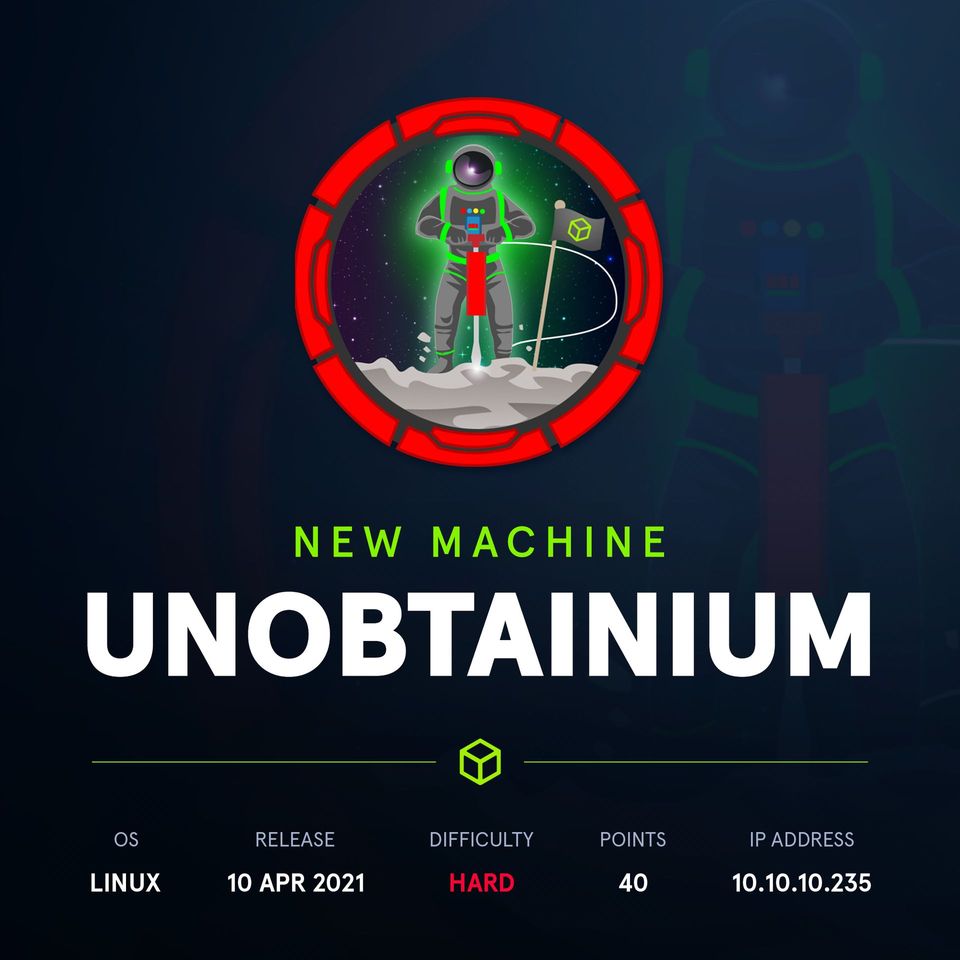 NEW MACHINE
UNOBTAINIUM
OS RELEASE DIFFICULTY POINTS IP ADDRESS
LINUX 10 APR 2021 HARD 40 10.10.10.235